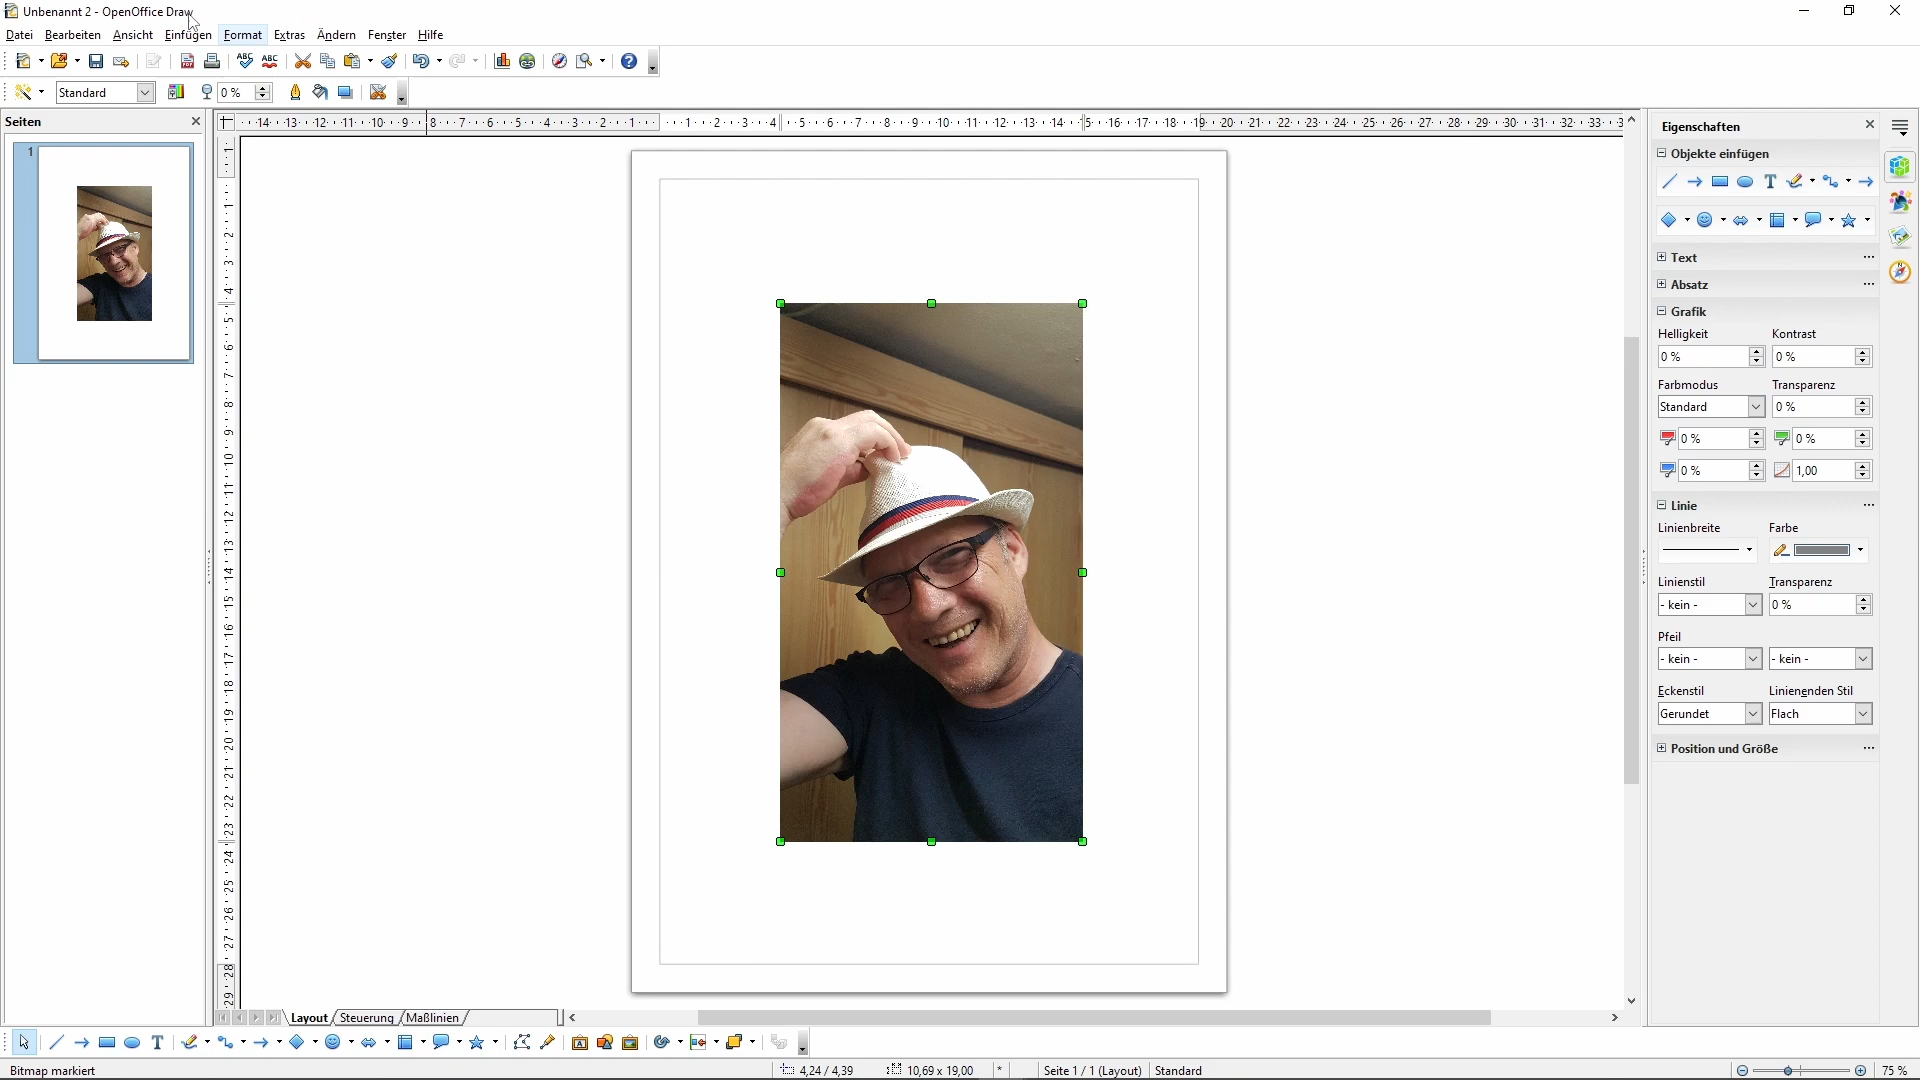 Unbenannt 2 - OpenOffice Draw
Datei Bearbeiten Ansicht Einfügen Format Extras Ändern Fenster Hilfe
Standard 0 %
Seiten
1
Eigenschaften
Objekte einfügen
Text
Absatz
Grafik
Helligkeit Kontrast
0 % 0 %
Farbmodus Transparenz
Standard 0 %
0 % 0 %
0 % 1,00
Linie
Linienbreite Farbe
Linienstil Transparenz
- kein - 0 %
Pfeil
- kein - - kein -
Eckenstil Linienenden Stil
Gerundet Flach
Position und Größe
Layout Steuerung Maßlinien
Bitmap markiert 4,24 / 4,39 10,69 x 19,00 * Seite 1 / 1 (Layout) Standard 75 %